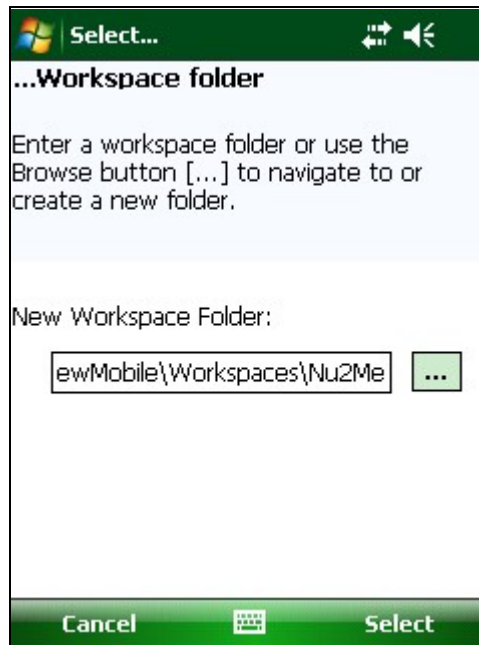 Select...
...Workspace folder
Enter a workspace folder or use the
Browse button [...] to navigate to or
create a new folder.
New Workspace Folder:
ewMobile\Workspaces\Nu2Me ...
Cancel Select